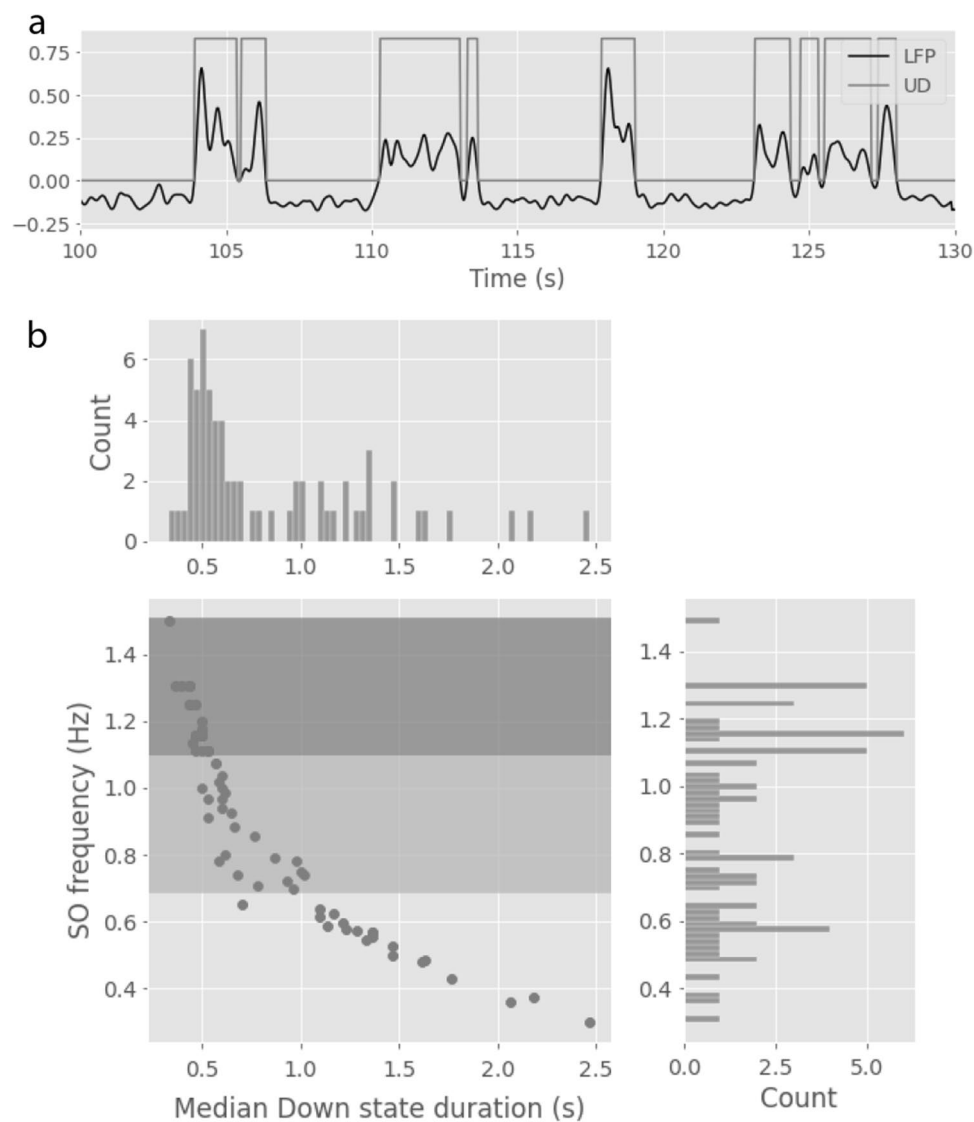 a
0.75
0.50
0.25
0.00
−0.25
LFP
UD
100 105 110 115 120 125 130
Time (s)
b
6
4
2
0
Count
0.5 1.0 1.5 2.0 2.5
1.4
1.2
1.0
0.8
0.6
0.4
SO frequency (Hz)
0.5 1.0 1.5 2.0 2.5
Median Down state duration (s)
1.4
1.2
1.0
0.8
0.6
0.4
0.0 2.5 5.0
Count